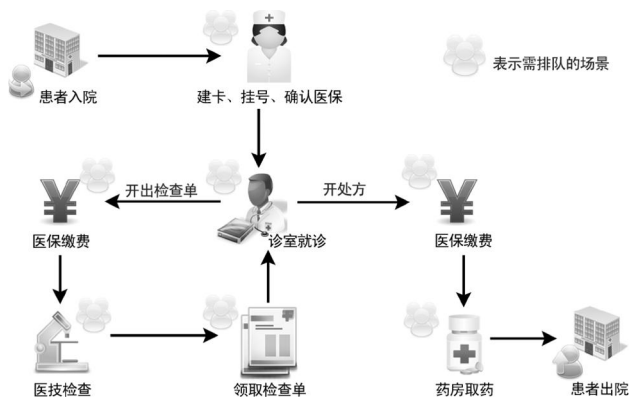 表示需排队的场景
患者入院
建卡、挂号、确认医保
开出检查单
开处方
医保缴费
诊室就诊
医保缴费
医技检查
领取检查单
药房取药
患者出院